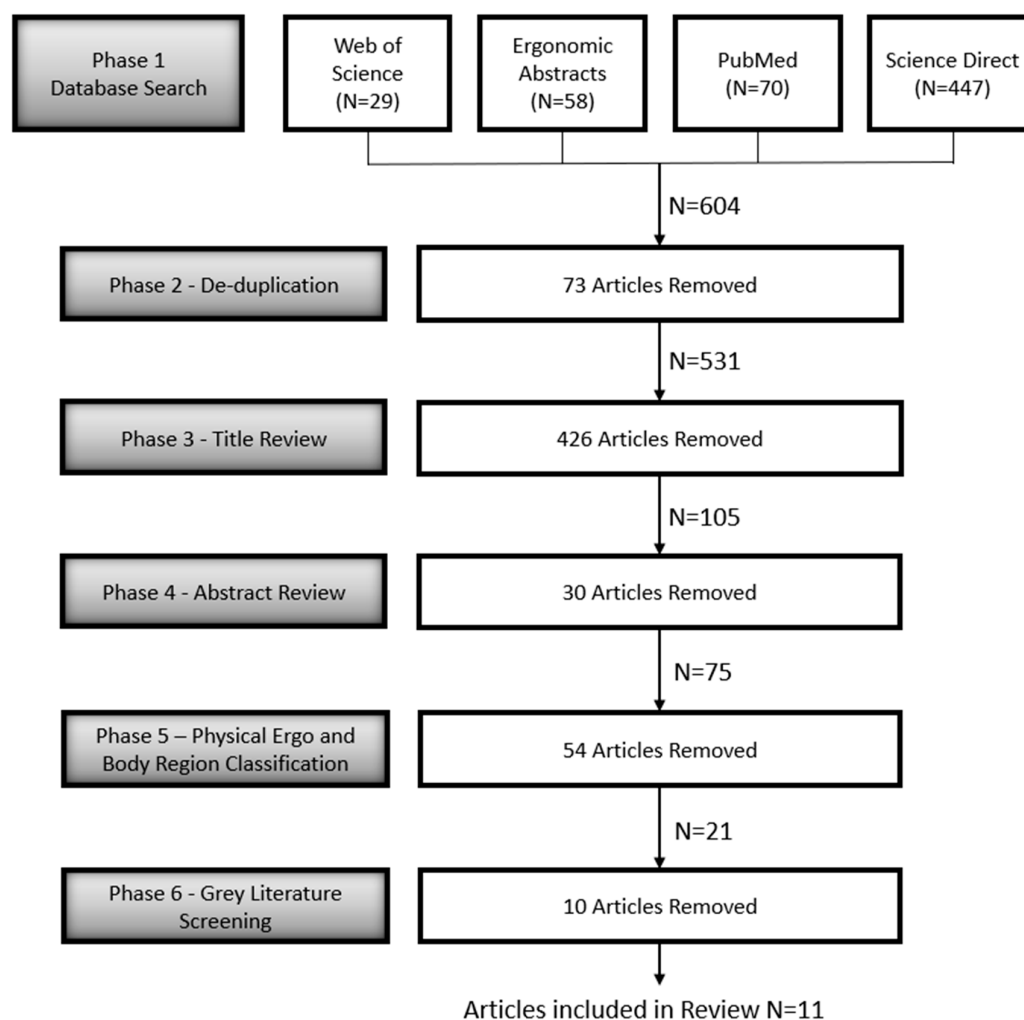 Phase 1
Database Search
Web of
Science
(N=29)
Ergonomic
Abstracts
(N=58)
PubMed
(N=70)
Science Direct
(N=447)
N=604
Phase 2 - De-duplication
73 Articles Removed
N=531
Phase 3 - Title Review
426 Articles Removed
N=105
Phase 4 - Abstract Review
30 Articles Removed
N=75
Phase 5 – Physical Ergo and
Body Region Classification
54 Articles Removed
N=21
Phase 6 - Grey Literature
Screening
10 Articles Removed
Articles included in Review N=11